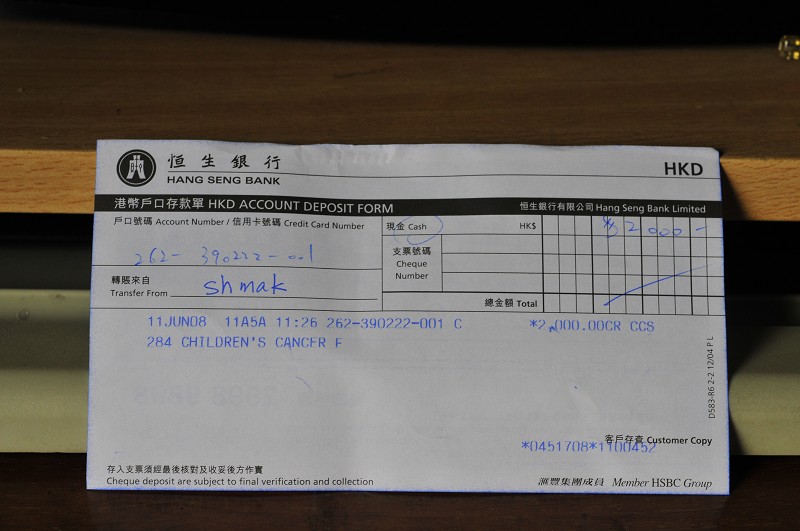 恒生銀行
HANG SENG BANK
HKD
港幣戶口存款單 HKD ACCOUNT DEPOSIT FORM 恒生銀行有限公司 Hang Seng Bank Limited
戶口號碼 Account Number / 信用卡號碼 Credit Card Number
262-390222-001
現金 Cash HK$ $2000-
支票號碼
Cheque
Number
轉賬來自
Transfer From sh mak
總金額 Total
11JUN08 11A5A 11:26 262-390222-001 C *2,000.00CR CCS
284 CHILDREN'S CANCER F
D583-R6 2-2 12/04 PL
客戶存查 Customer Copy
*0451708*1100452
存入支票須經最後核對及收妥後方作實
Cheque deposit are subject to final verification and collection
滙豐集團成員 Member HSBC Group